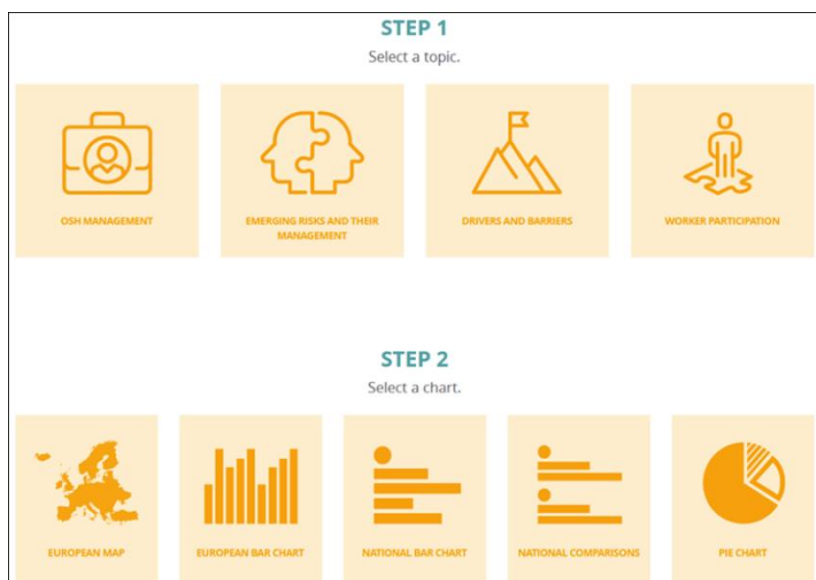 STEP 1
Select a topic.
OSH MANAGEMENT
EMERGING RISKS AND THEIR
MANAGEMENT
DRIVERS AND BARRIERS
WORKER PARTICIPATION
STEP 2
Select a chart.
EUROPEAN MAP
EUROPEAN BAR CHART
NATIONAL BAR CHART
NATIONAL COMPARISONS
PIE CHART